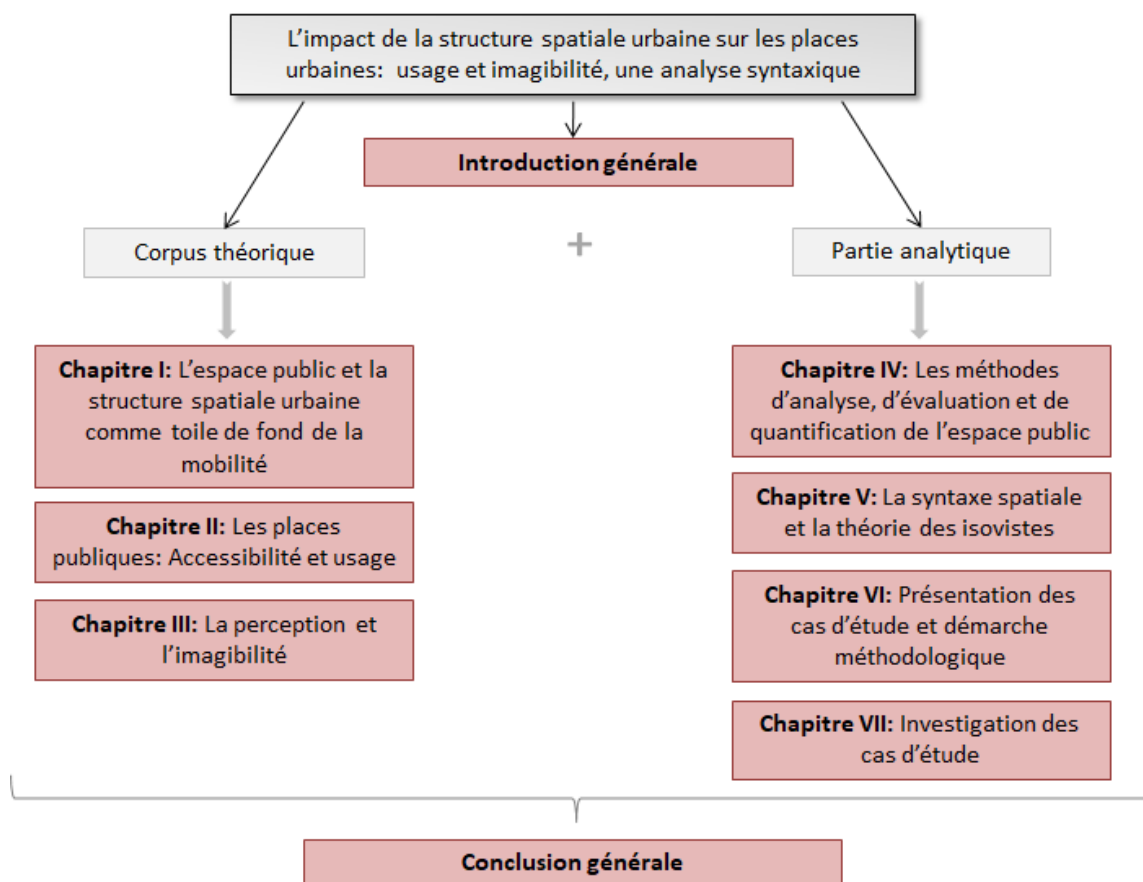 L'impact de la structure spatiale urbaine sur les places
urbaines: usage et imagibilité, une analyse syntaxique
Introduction générale
Corpus théorique
+
Partie analytique
Chapitre I: L'espace public et la
structure spatiale urbaine
comme toile de fond de la
mobilité
Chapitre II: Les places
publiques: Accessibilité et usage
Chapitre III: La perception et
l'imagibilité
Chapitre IV: Les méthodes
d'analyse, d'évaluation et de
quantification de l'espace public
Chapitre V: La syntaxe spatiale
et la théorie des isovistes
Chapitre VI: Présentation des
cas d'étude et démarche
méthodologique
Chapitre VII: Investigation des
cas d'étude
Conclusion générale